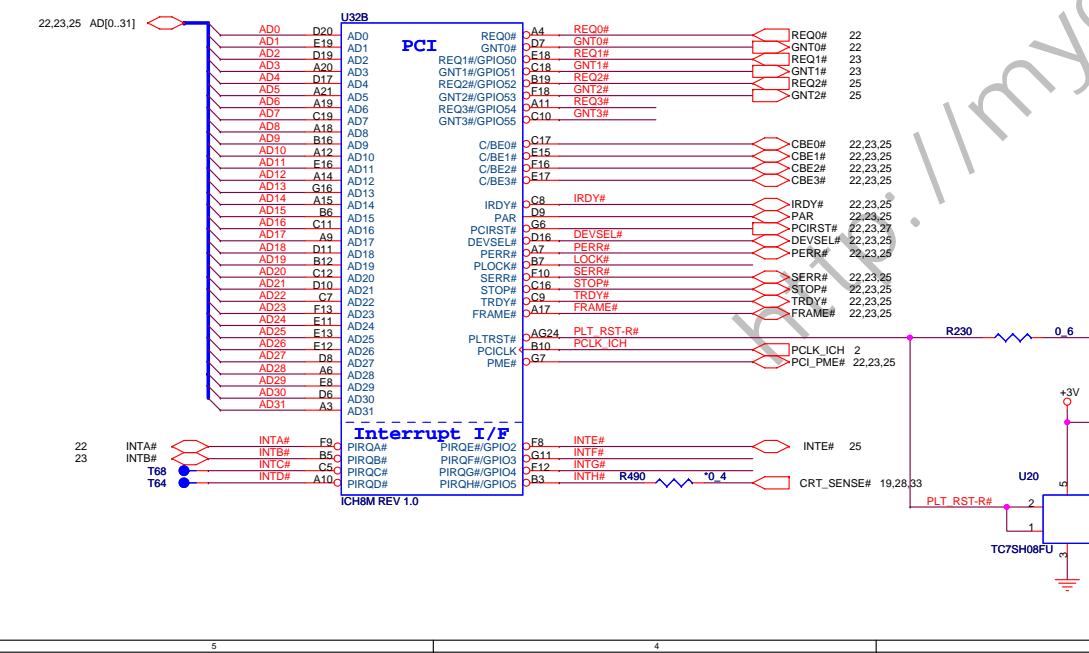 22,23,25 AD[0..31]
U32B
PCI
AD0 D20 AD0 REQ0# A4 REQ0# REQ0# 22
AD1 E19 AD1 GNT0# D7 GNT0# GNT0# 22
AD2 D19 AD2 REQ1#/GPIO50 E18 REQ1# REQ1# 23
AD3 A20 AD3 GNT1#/GPIO51 C18 GNT1# GNT1# 23
AD4 D17 AD4 REQ2#/GPIO52 B19 REQ2# REQ2# 25
AD5 A21 AD5 GNT2#/GPIO53 F18 GNT2# GNT2# 25
AD6 A19 AD6 REQ3#/GPIO54 A11 REQ3#
AD7 C19 AD7 GNT3#/GPIO55 C10 GNT3#
AD8 A18 AD8
AD9 B16 AD9 C/BE0# C17 CBE0# 22,23,25
AD10 A12 AD10 C/BE1# E15 CBE1# 22,23,25
AD11 E16 AD11 C/BE2# F16 CBE2# 22,23,25
AD12 A14 AD12 C/BE3# E17 CBE3# 22,23,25
AD13 G16 AD13
AD14 A15 AD14 IRDY# C8 IRDY# IRDY# 22,23,25
AD15 B6 AD15 PAR D9 PAR 22,23,25
AD16 C11 AD16 PCIRST# G6 PCIRST# 22,23,27
AD17 A9 AD17 DEVSEL# D16 DEVSEL# DEVSEL# 22,23,25
AD18 D11 AD18 PERR# A7 PERR# PERR# 22,23,25
AD19 B12 AD19 PLOCK# B7 LOCK#
AD20 C12 AD20 SERR# F10 SERR# SERR# 22,23,25
AD21 D10 AD21 STOP# C16 STOP# STOP# 22,23,25
AD22 C7 AD22 TRDY# C9 TRDY# TRDY# 22,23,25
AD23 F13 AD23 FRAME# A17 FRAME# FRAME# 22,23,25
AD24 E11 AD24
AD25 E13 AD25 PLTRST# AG24 PLT_RST-R# R230 0_6
AD26 E12 AD26 PCICLK B10 PCLK_ICH PCLK_ICH 2
AD27 D8 AD27 PME# G7 PCI_PME# 22,23,25
AD28 A6 AD28
AD29 E8 AD29
AD30 D6 AD30
AD31 A3 AD31
+3V
Interrupt I/F
22 INTA# INTA# F9 PIRQA# PIRQE#/GPIO2 F8 INTE# INTE# 25
23 INTB# INTB# B5 PIRQB# PIRQF#/GPIO3 G11 INTF#
T68 INTC# C5 PIRQC# PIRQG#/GPIO4 F12 INTG#
T64 INTD# A10 PIRQD# PIRQH#/GPIO5 B3 INTH# R490 *0_4 CRT_SENSE# 19,28,33
ICH8M REV 1.0
U20
5
PLT_RST-R# 2
1
TC7SH08FU
3
5 4
http://my